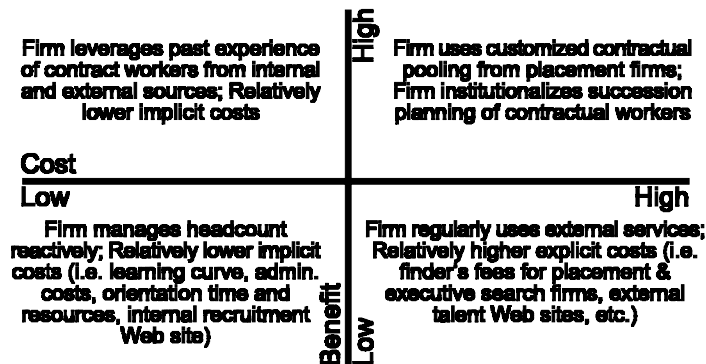 High
Firm leverages past experience
of contract workers from internal
and external sources; Relatively
lower implicit costs
Firm uses customized contractual
pooling from placement firms;
Firm institutionalizes succession
planning of contractual workers
Cost
Low
High
Firm manages headcount
reactively; Relatively lower implicit
costs (i.e. learning curve, admin.
costs, orientation time and
resources, internal recruitment
Web site)
Firm regularly uses external services;
Relatively higher explicit costs (i.e.
finder's fees for placement &
executive search firms, external
talent Web sites, etc.)
Benefit
Low